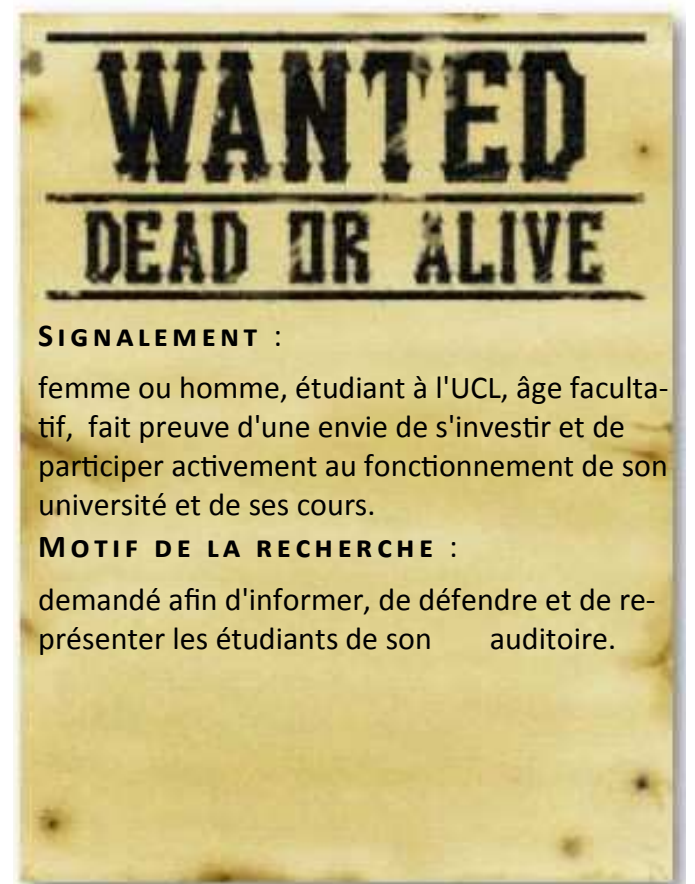 WANTED
DEAD OR ALIVE
SIGNALEMENT :
femme ou homme, étudiant à l'UCL, âge faculta-
tif, fait preuve d'une envie de s'investir et de
participer activement au fonctionnement de son
université et de ses cours.
MOTIF DE LA RECHERCHE :
demandé afin d'informer, de défendre et de re-
présenter les étudiants de son auditoire.